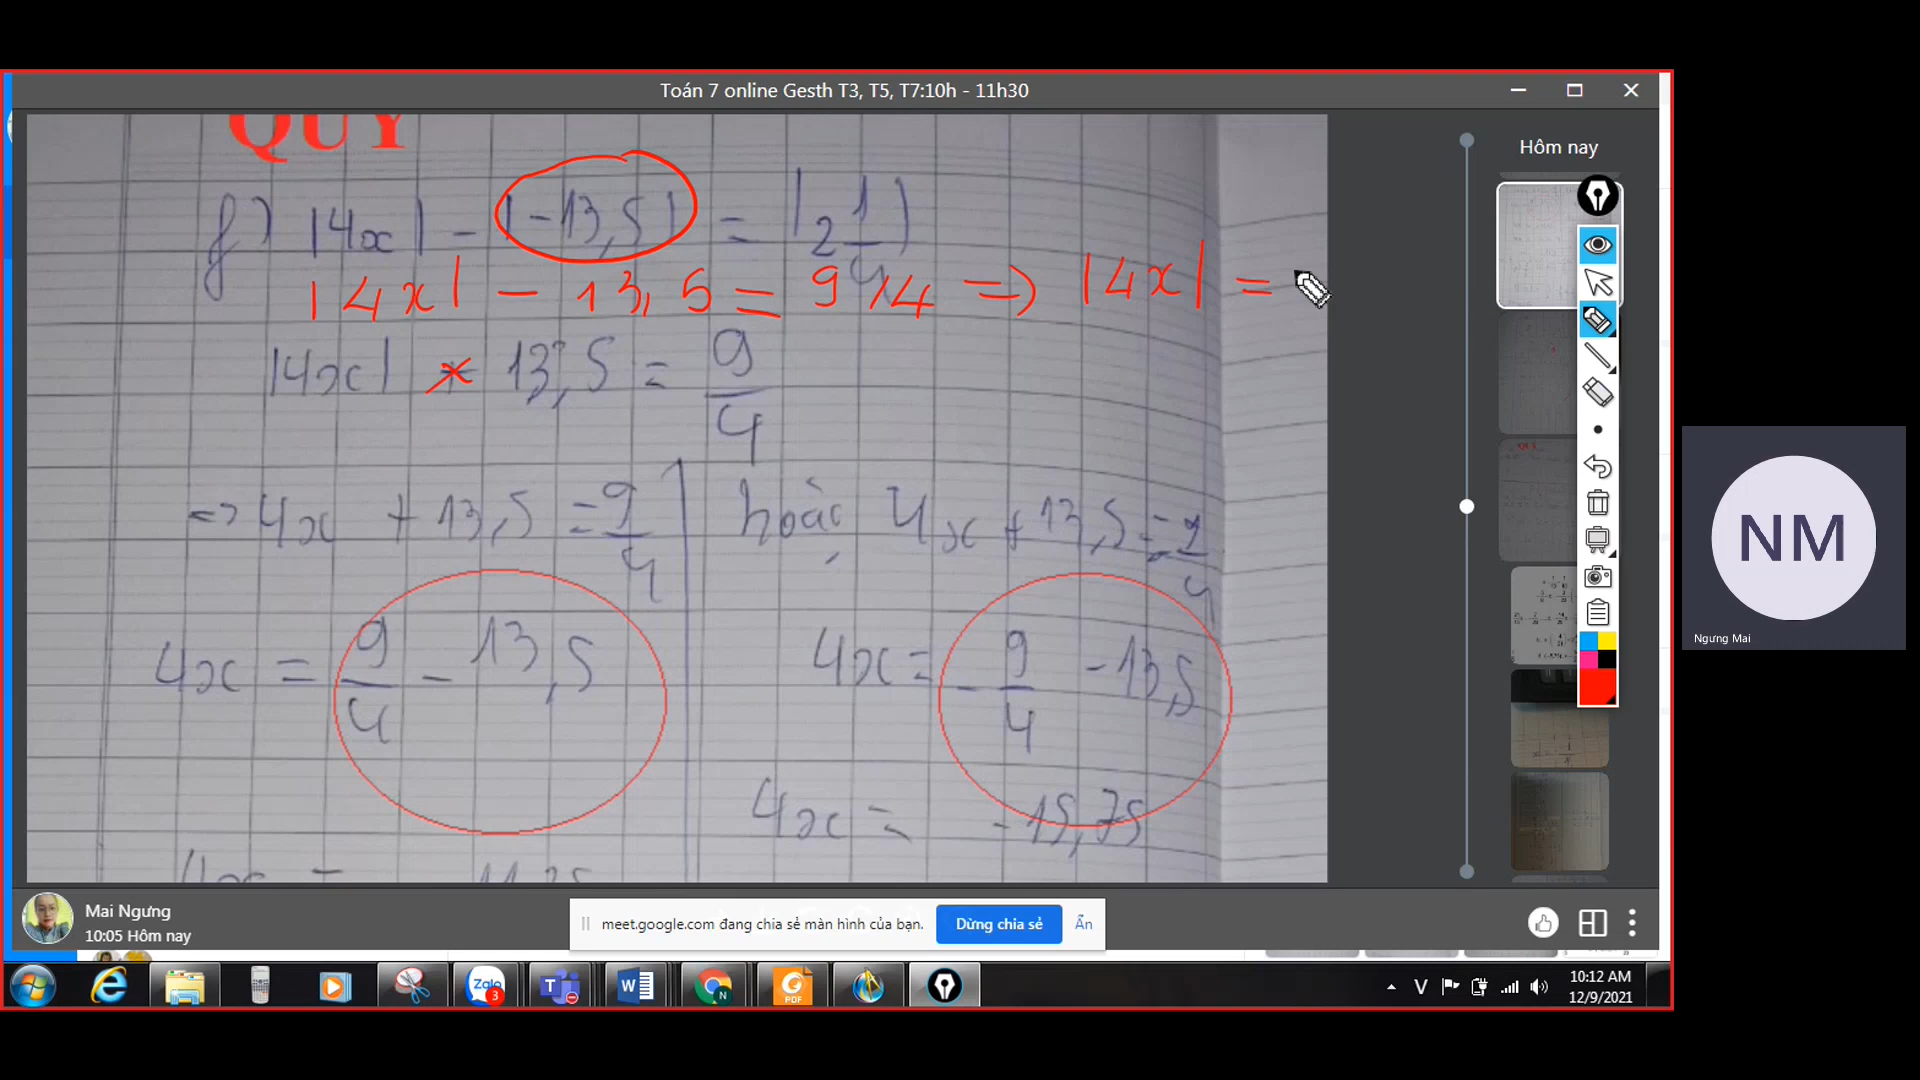 Toán 7 online Gesth T3, T5, T7:10h - 11h30
Hôm nay
QUY
f) |4x| - |-13,5| = |2 1/4|
|4x| - 13,5 = 9/4 => |4x| =
|4x| 13,5 = 9/4
=> 4x + 13,5 = 9/4 hoặc 4x + 13,5 = -9/4
4x = 9/4 - 13,5 4x = - 9/4 - 13,5
4x = -15,75
NM
Ngưng Mai
Mai Ngưng
10:05 Hôm nay
meet.google.com đang chia sẻ màn hình của bạn. Dừng chia sẻ Ẩn
Zalo 3
T
W
N
PDF
V
10:12 AM
12/9/2021